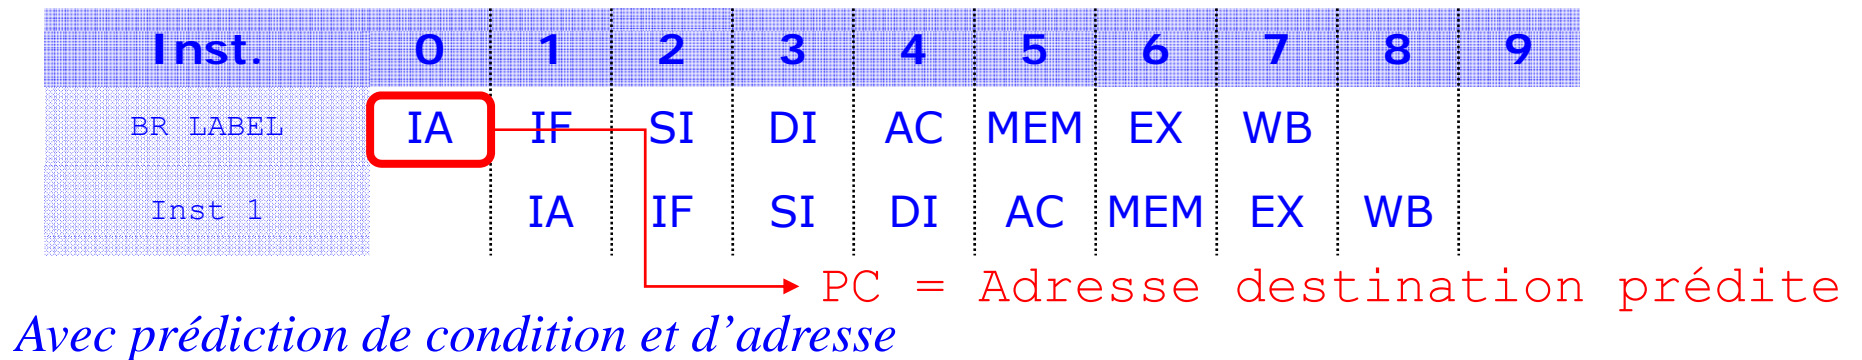 Inst. 0 1 2 3 4 5 6 7 8 9
BR LABEL IA IF SI DI AC MEM EX WB
Inst 1 IA IF SI DI AC MEM EX WB
PC = Adresse destination prédite
Avec prédiction de condition et d’adresse